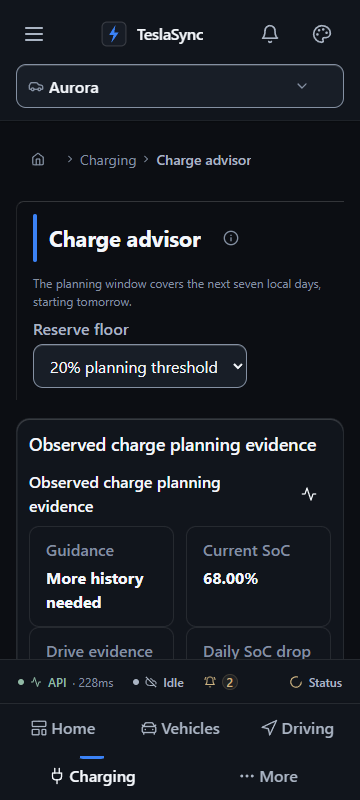 TeslaSync
Aurora
Charging
Charge advisor
Charge advisor
The planning window covers the next seven local days,
starting tomorrow.
Reserve floor
20% planning threshold
Observed charge planning evidence
Observed charge planning
evidence
Guidance
Current SoC
More history
needed
68.00%
Drive evidence
Daily SoC drop
API · 228ms
Idle
2
Status
Home
Vehicles
Driving
Charging
More